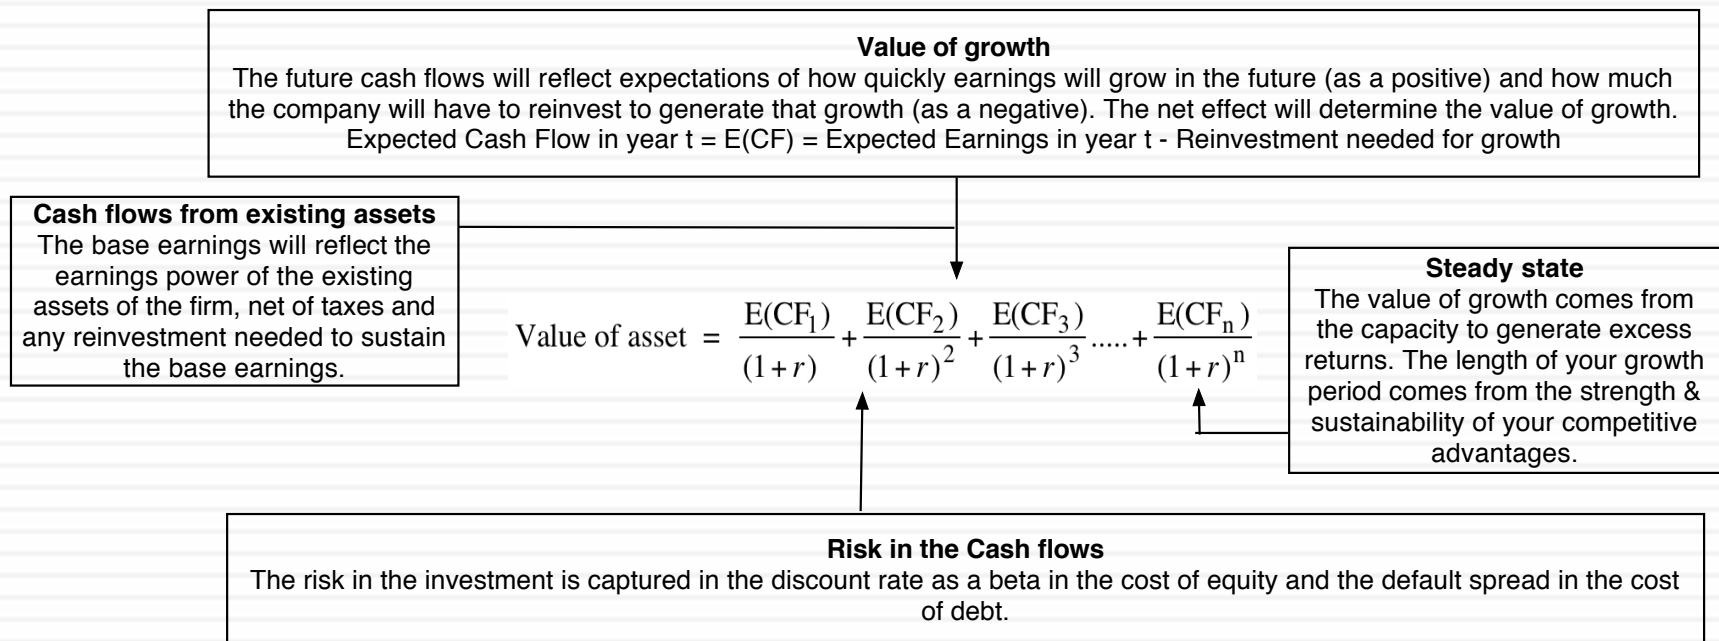 Value of growth
The future cash flows will reflect expectations of how quickly earnings will grow in the future (as a positive) and how much
the company will have to reinvest to generate that growth (as a negative). The net effect will determine the value of growth.
Expected Cash Flow in year t = E(CF) = Expected Earnings in year t - Reinvestment needed for growth
Cash flows from existing assets
The base earnings will reflect the
earnings power of the existing
assets of the firm, net of taxes and
any reinvestment needed to sustain
the base earnings.
Value of asset = E(CF₁)/(1+r) + E(CF₂)/(1+r)² + E(CF₃)/(1+r)³ ..... + E(CFₙ)/(1+r)ⁿ
Steady state
The value of growth comes from
the capacity to generate excess
returns. The length of your growth
period comes from the strength &
sustainability of your competitive
advantages.
Risk in the Cash flows
The risk in the investment is captured in the discount rate as a beta in the cost of equity and the default spread in the cost
of debt.